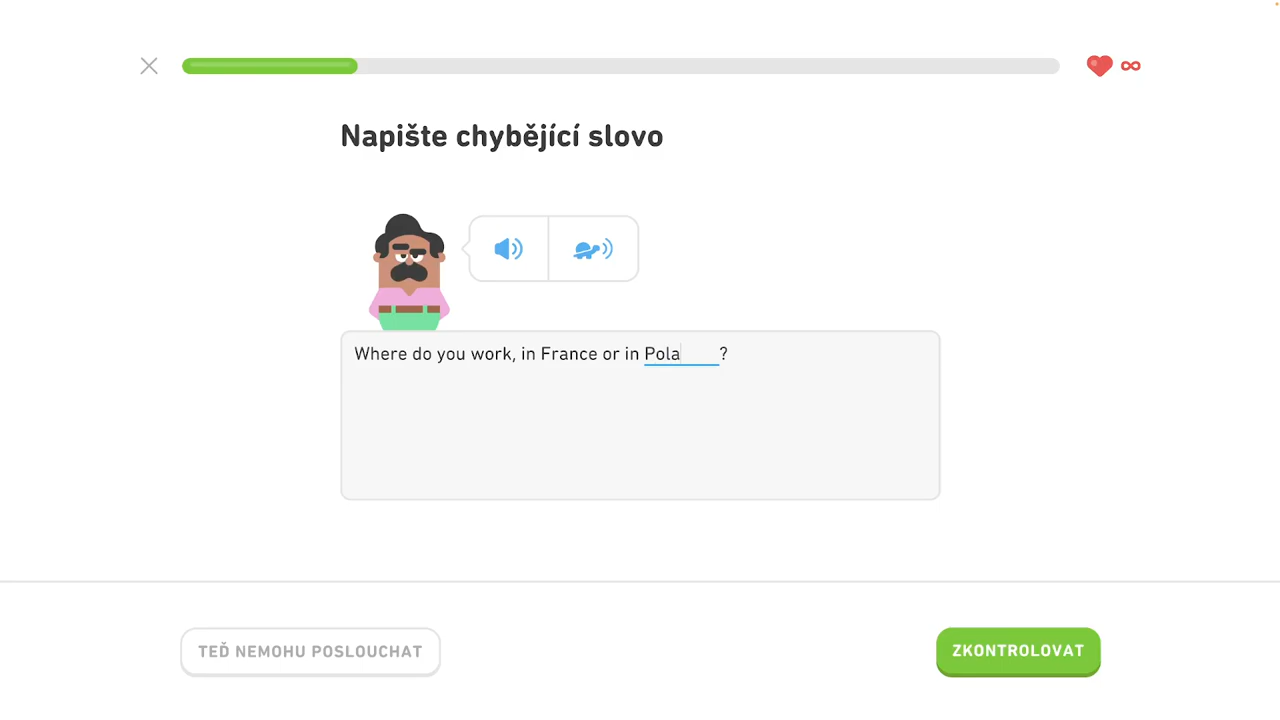 ∞
Napište chybějící slovo
Where do you work, in France or in Pola ?
TEĎ NEMOHU POSLOUCHAT
ZKONTROLOVAT